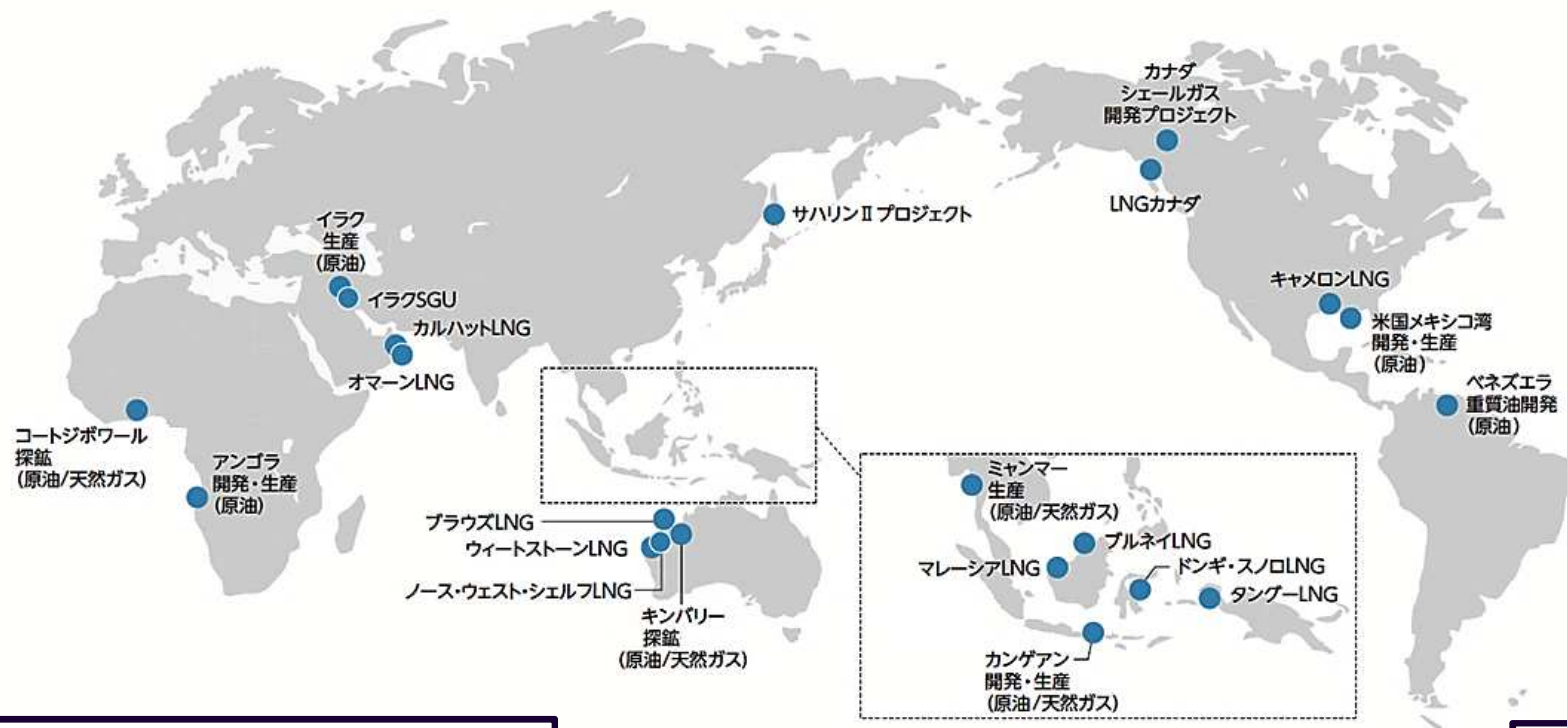 カナダ
シェールガス
開発プロジェクト
LNGカナダ
サハリンⅡプロジェクト
イラク
生産
(原油)
イラクSGU
カルハットLNG
オマーンLNG
キャメロンLNG
米国メキシコ湾
開発・生産
(原油)
ベネズエラ
重質油開発
(原油)
コートジボワール
探鉱
(原油/天然ガス)
アンゴラ
開発・生産
(原油)
ブラウズLNG
ウィートストーンLNG
ノース・ウェスト・シェルフLNG
キンバリー
探鉱
(原油/天然ガス)
ミャンマー
生産
(原油/天然ガス)
ブルネイLNG
マレーシアLNG
ドンギ・スノロLNG
タングーLNG
カンゲアン
開発・生産
(原油/天然ガス)